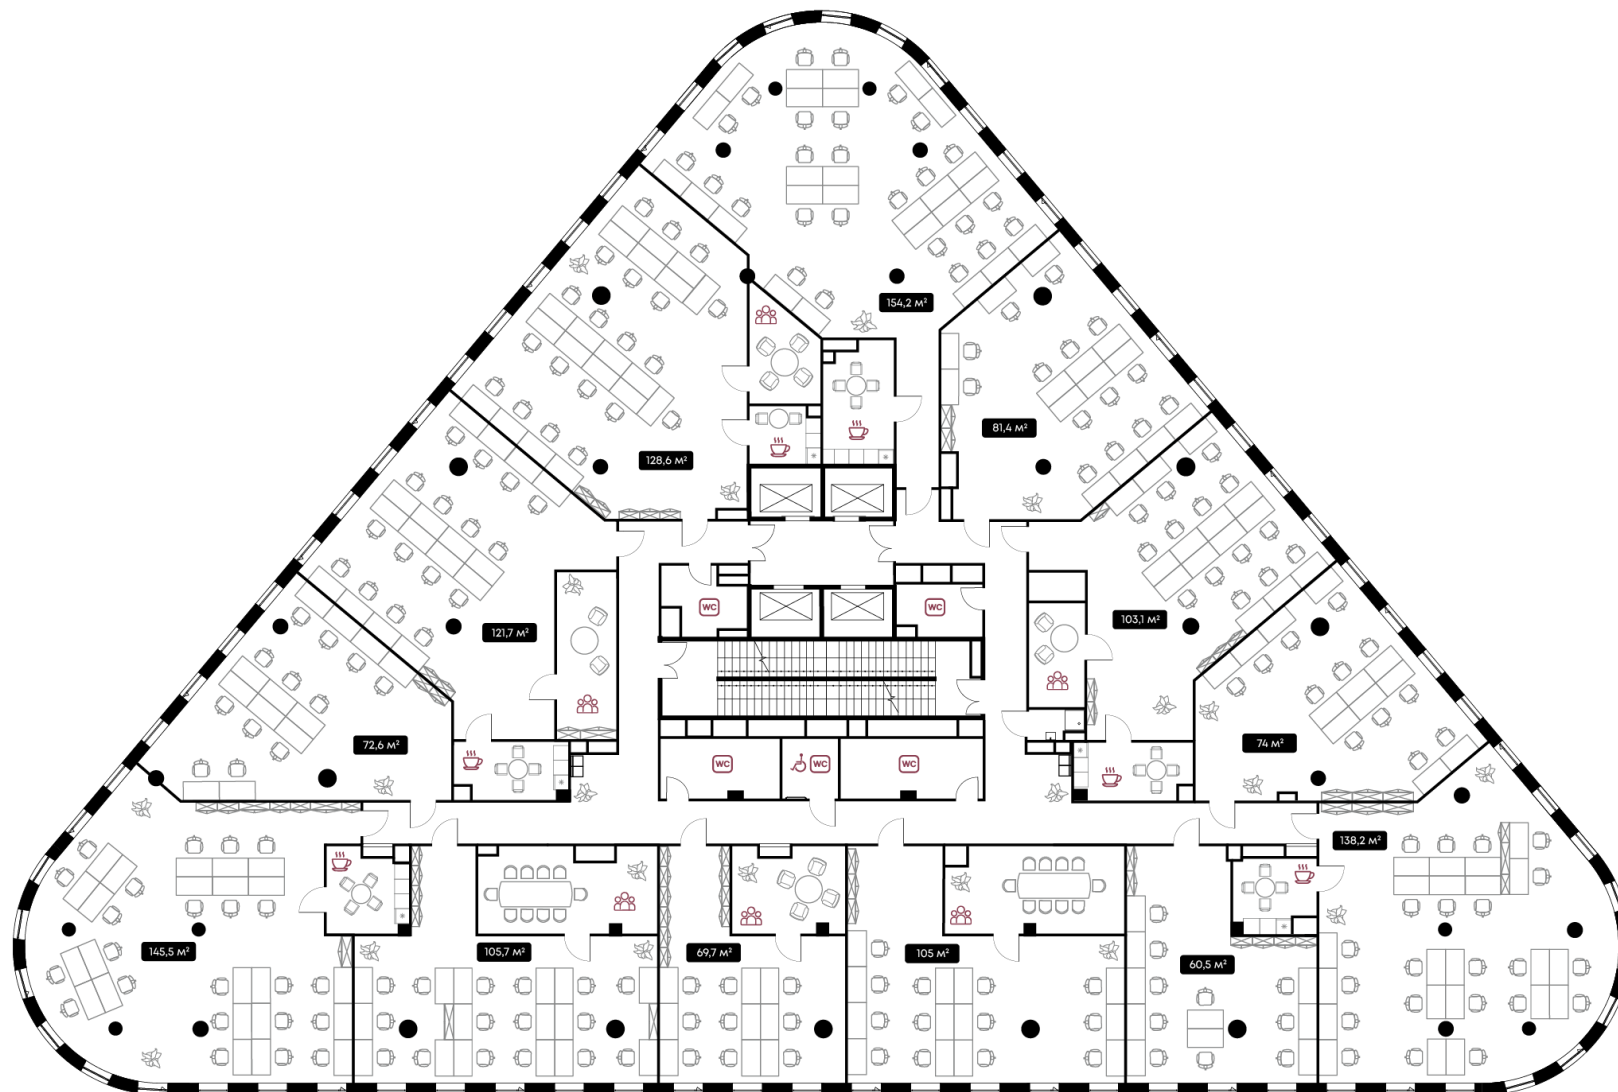 154,2 м²
81,4 м²
128,6 м²
WC
WC
103,1 м²
121,7 м²
72,6 м²
74 м²
WC
WC
WC
138,2 м²
145,5 м²
105,7 м²
69,7 м²
105 м²
60,5 м²